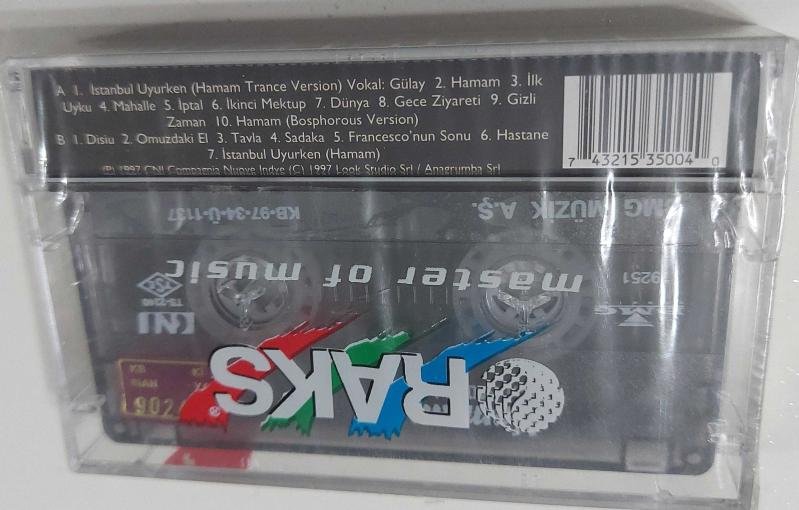 A 1. İstanbul Uyurken (Hamam Trance Version) Vokal: Gülay 2. Hamam 3. İlk
Uyku 4. Mahalle 5. İptal 6. İkinci Mektup 7. Dünya 8. Gece Ziyareti 9. Gizli
Zaman 10. Hamam (Bosphorous Version)
B 1. Disiu 2. Omuzdaki El 3. Tavla 4. Sadaka 5. Francesco'nun Sonu 6. Hastane
7. İstanbul Uyurken (Hamam)
(P) 1997 CNI Compagnia Nuove Indye (C) 1997 Look Studio Srl / Anagrumba Srl
7 43215 35004 0
MG MÜZİK A.Ş. KB-97-34-Ü-1137
master of music
9251
TSE
CNI
RAKS
®